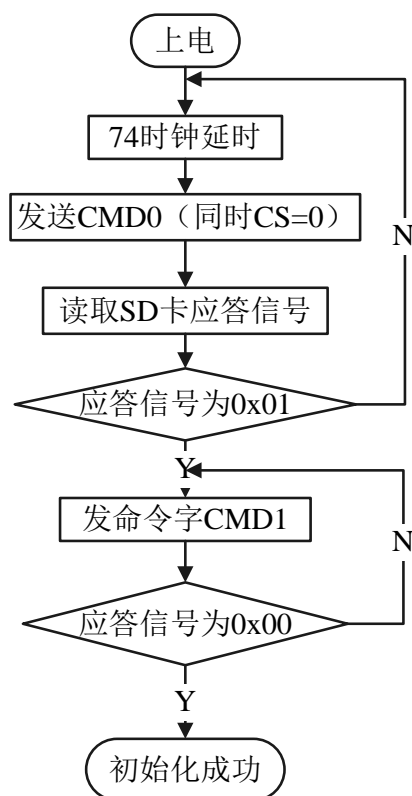 上电
74时钟延时
发送CMD0（同时CS=0）
N
读取SD卡应答信号
应答信号为0x01
Y
发命令字CMD1
N
应答信号为0x00
Y
初始化成功